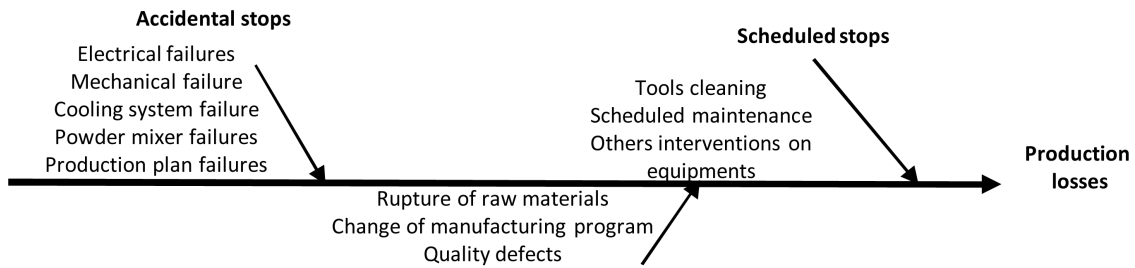 Accidental stops
Electrical failures
Mechanical failure
Cooling system failure
Powder mixer failures
Production plan failures
Scheduled stops
Tools cleaning
Scheduled maintenance
Others interventions on
equipments
Rupture of raw materials
Change of manufacturing program
Quality defects
Production
losses